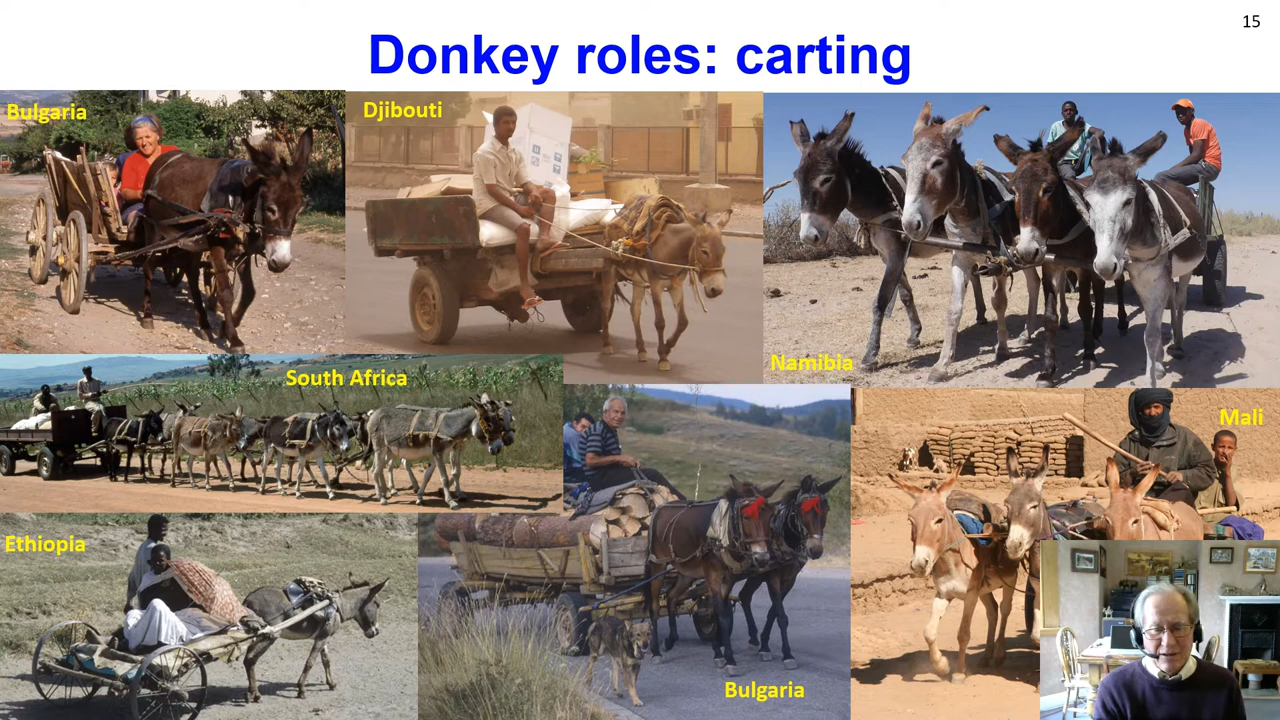 15
Donkey roles: carting
Bulgaria
Djibouti
Namibia
South Africa
Mali
Ethiopia
Bulgaria